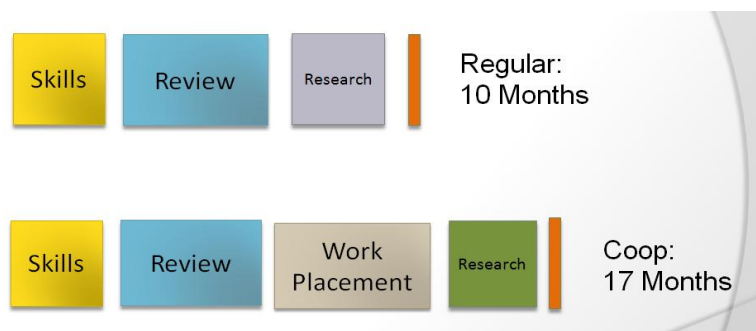 Skills
Review
Research
Regular:
10 Months
Skills
Review
Work
Placement
Research
Coop:
17 Months